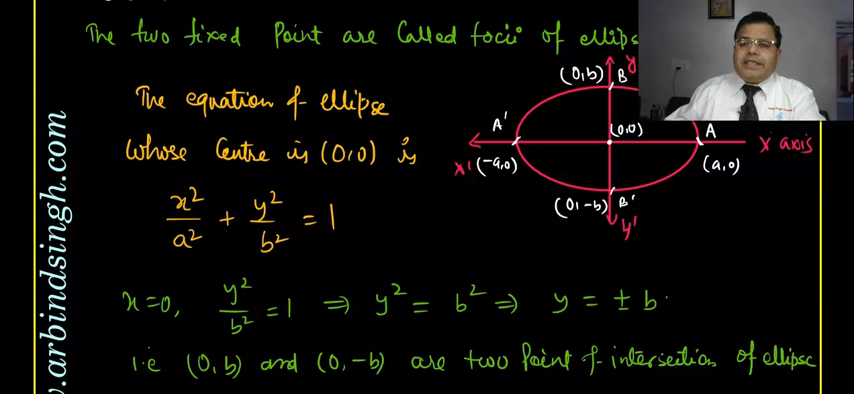 The two fixed Point are Called focii of ellips
The equation of ellipse
whose Centre is (0,0) is
x²/a² + y²/b² = 1
y
(0,b) B
A'
(0,0)
A
x'
(-a,0)
(a,0)
X axis
(0,-b) B'
y'
x=0, y²/b² = 1 ⇒ y² = b² ⇒ y = ± b.
i.e (0,b) and (0,-b) are two Point of intersection of ellipse
w.arbindsingh.com